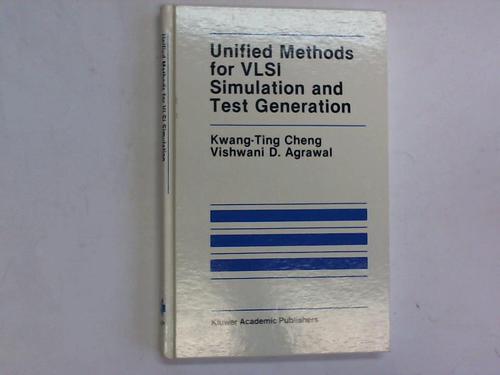 Unified Methods for VLSI Simulation
Unified Methods
for VLSI
Simulation and
Test Generation
Kwang-Ting Cheng
Vishwani D. Agrawal
Kluwer Academic Publishers